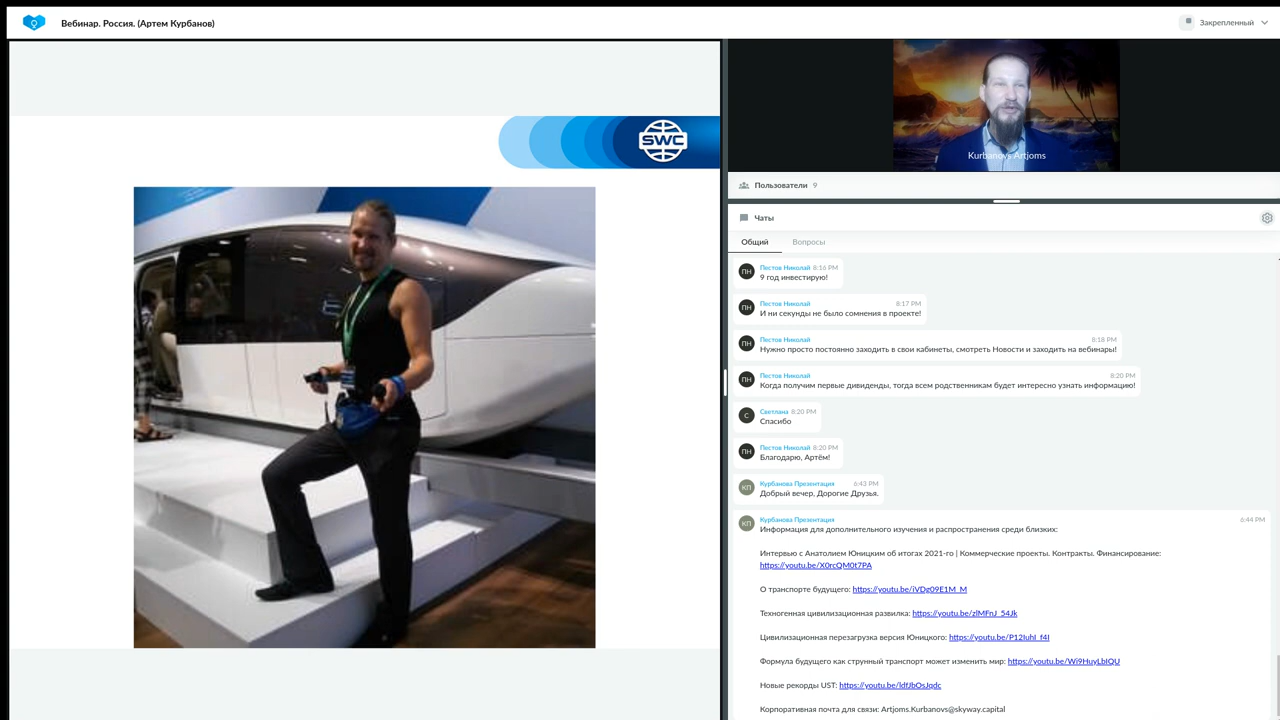 Вебинар. Россия. (Артем Курбанов)
Закрепленный
SWC
Kurbanovs Artjoms
Пользователи 9
Чаты
Общий Вопросы
ПН Пестов Николай 8:16 PM
9 год инвестирую!
ПН Пестов Николай 8:17 PM
И ни секунды не было сомнения в проекте!
ПН Пестов Николай 8:18 PM
Нужно просто постоянно заходить в свои кабинеты, смотреть Новости и заходить на вебинары!
ПН Пестов Николай 8:20 PM
Когда получим первые дивиденды, тогда всем родственникам будет интересно узнать информацию!
С Светлана 8:20 PM
Спасибо
ПН Пестов Николай 8:20 PM
Благодарю, Артём!
КП Курбанова Презентация 6:43 PM
Добрый вечер, Дорогие Друзья.
КП Курбанова Презентация 6:44 PM
Информация для дополнительного изучения и распространения среди близких:
Интервью с Анатолием Юницким об итогах 2021-го | Коммерческие проекты. Контракты. Финансирование:
https://youtu.be/X0rcQM0t7PA
О транспорте будущего: https://youtu.be/iVDg09E1M_M
Техногенная цивилизационная развилка: https://youtu.be/zlMFnJ_54Jk
Цивилизационная перезагрузка версия Юницкого: https://youtu.be/P12IuhI_f4I
Формула будущего как струнный транспорт может изменить мир: https://youtu.be/Wi9HuyLbIQU
Новые рекорды UST: https://youtu.be/ldfJbOsJqdc
Корпоративная почта для связи: Artjoms.Kurbanovs@skyway.capital